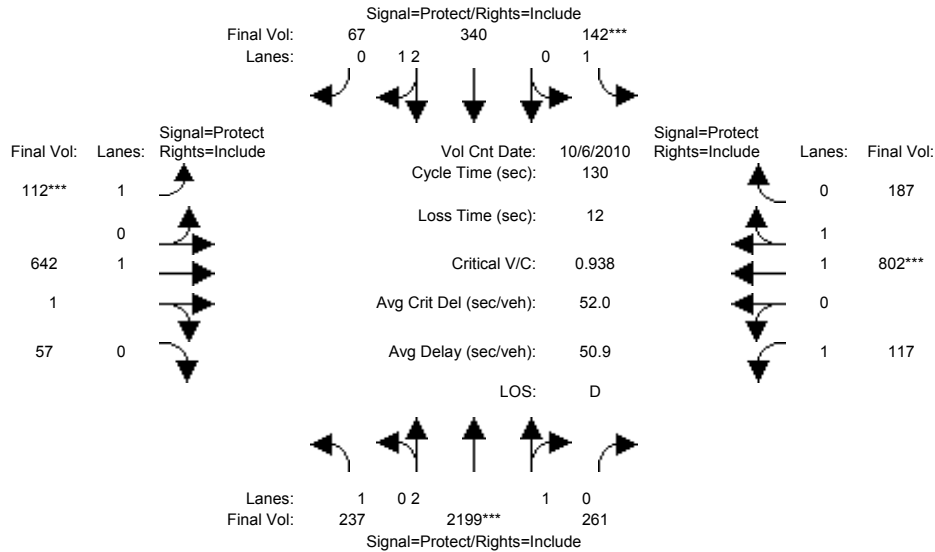 Signal=Protect/Rights=Include
Final Vol: 67 340 142***
Lanes: 0 1 2 0 1
Signal=Protect
Final Vol: Lanes: Rights=Include
Vol Cnt Date: 10/6/2010
Signal=Protect
Rights=Include Lanes: Final Vol:
Cycle Time (sec): 130
112*** 1
0 187
Loss Time (sec): 12
0
1
642 1
Critical V/C: 0.938
1 802***
1
Avg Crit Del (sec/veh): 52.0
0
57 0
Avg Delay (sec/veh): 50.9
1 117
LOS: D
Lanes: 1 0 2 1 0
Final Vol: 237 2199*** 261
Signal=Protect/Rights=Include